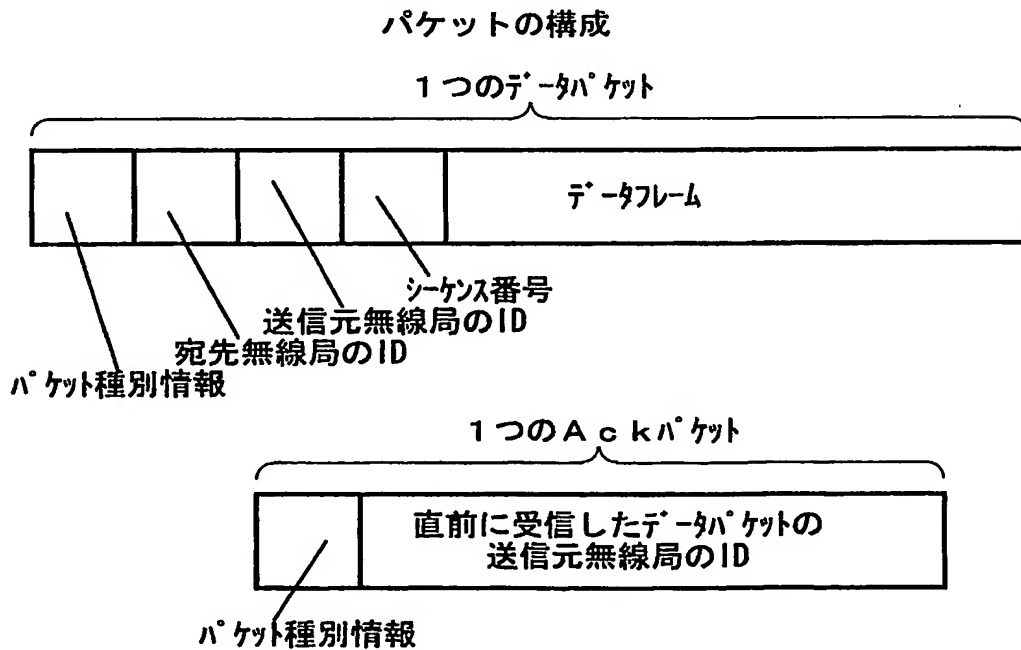 パケットの構成
1つのデータパケット
データフレーム
シーケンス番号
送信元無線局のID
宛先無線局のID
パケット種別情報
1つのAckパケット
直前に受信したデータパケットの
送信元無線局のID
パケット種別情報